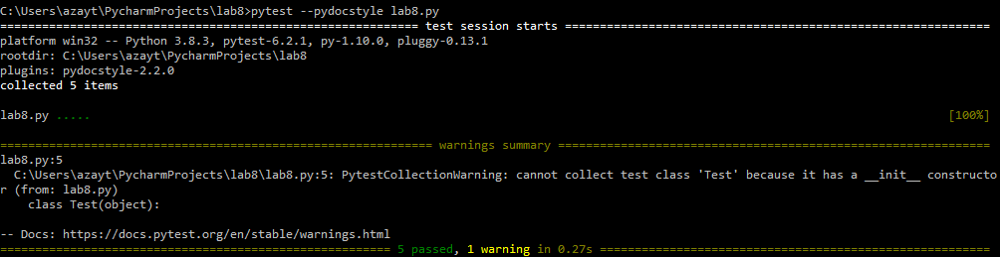 C:\Users\azayt\PycharmProjects\lab8>pytest --pydocstyle lab8.py
============================================================ test session starts =============================================================
platform win32 -- Python 3.8.3, pytest-6.2.1, py-1.10.0, pluggy-0.13.1
rootdir: C:\Users\azayt\PycharmProjects\lab8
plugins: pydocstyle-2.2.0
collected 5 items
lab8.py ..... [100%]
============================================================== warnings summary ==============================================================
lab8.py:5
C:\Users\azayt\PycharmProjects\lab8\lab8.py:5: PytestCollectionWarning: cannot collect test class 'Test' because it has a __init__ constructo
r (from: lab8.py)
class Test(object):
-- Docs: https://docs.pytest.org/en/stable/warnings.html
======================================================== 5 passed, 1 warning in 0.27s ========================================================